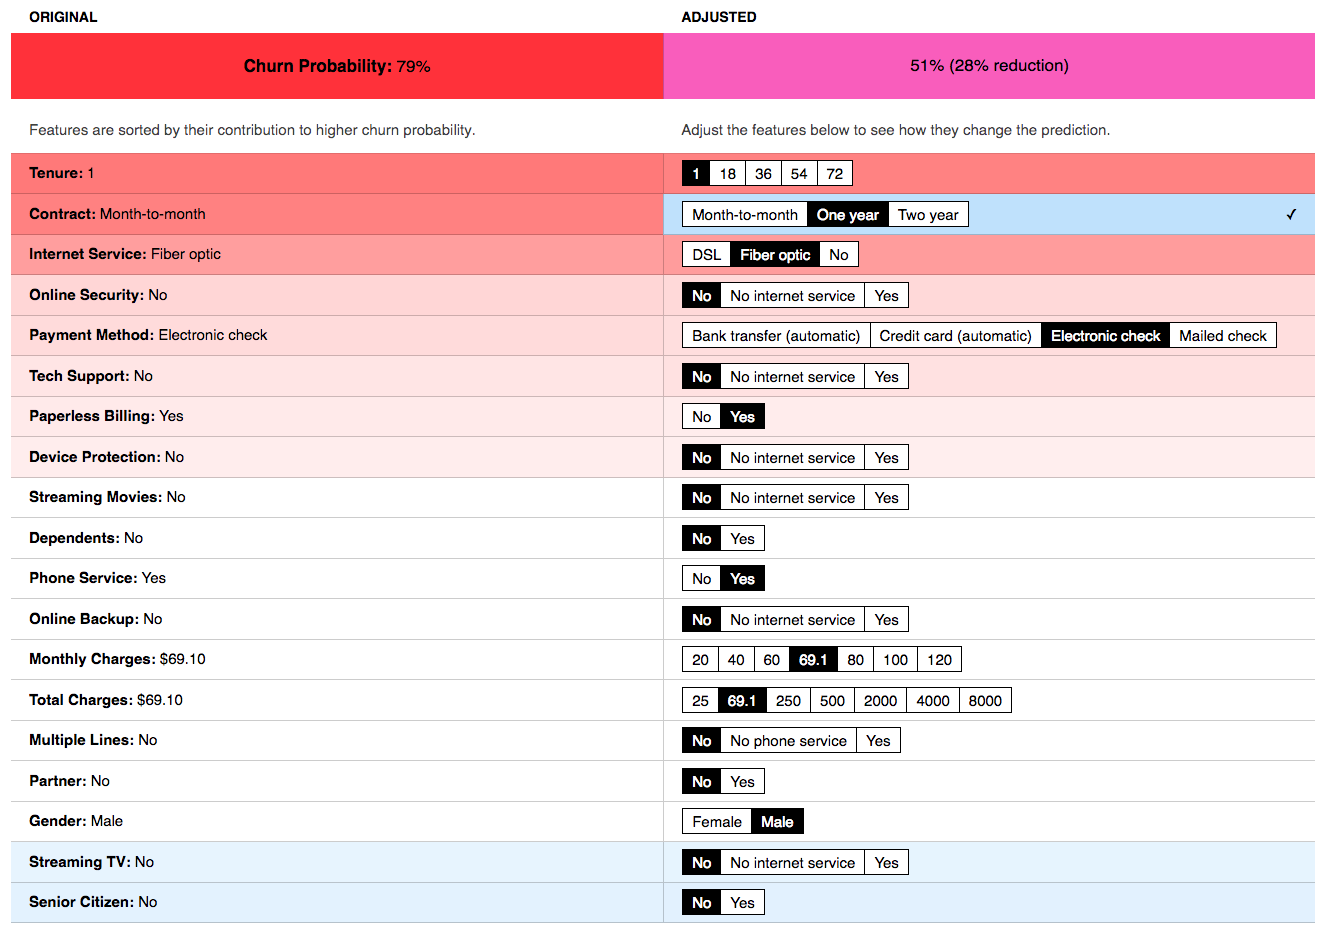 ORIGINAL ADJUSTED
Churn Probability: 79% 51% (28% reduction)
Features are sorted by their contribution to higher churn probability. Adjust the features below to see how they change the prediction.
Tenure: 1 1 18 36 54 72
Contract: Month-to-month Month-to-month One year Two year ✓
Internet Service: Fiber optic DSL Fiber optic No
Online Security: No No No internet service Yes
Payment Method: Electronic check Bank transfer (automatic) Credit card (automatic) Electronic check Mailed check
Tech Support: No No No internet service Yes
Paperless Billing: Yes No Yes
Device Protection: No No No internet service Yes
Streaming Movies: No No No internet service Yes
Dependents: No No Yes
Phone Service: Yes No Yes
Online Backup: No No No internet service Yes
Monthly Charges: $69.10 20 40 60 69.1 80 100 120
Total Charges: $69.10 25 69.1 250 500 2000 4000 8000
Multiple Lines: No No No phone service Yes
Partner: No No Yes
Gender: Male Female Male
Streaming TV: No No No internet service Yes
Senior Citizen: No No Yes